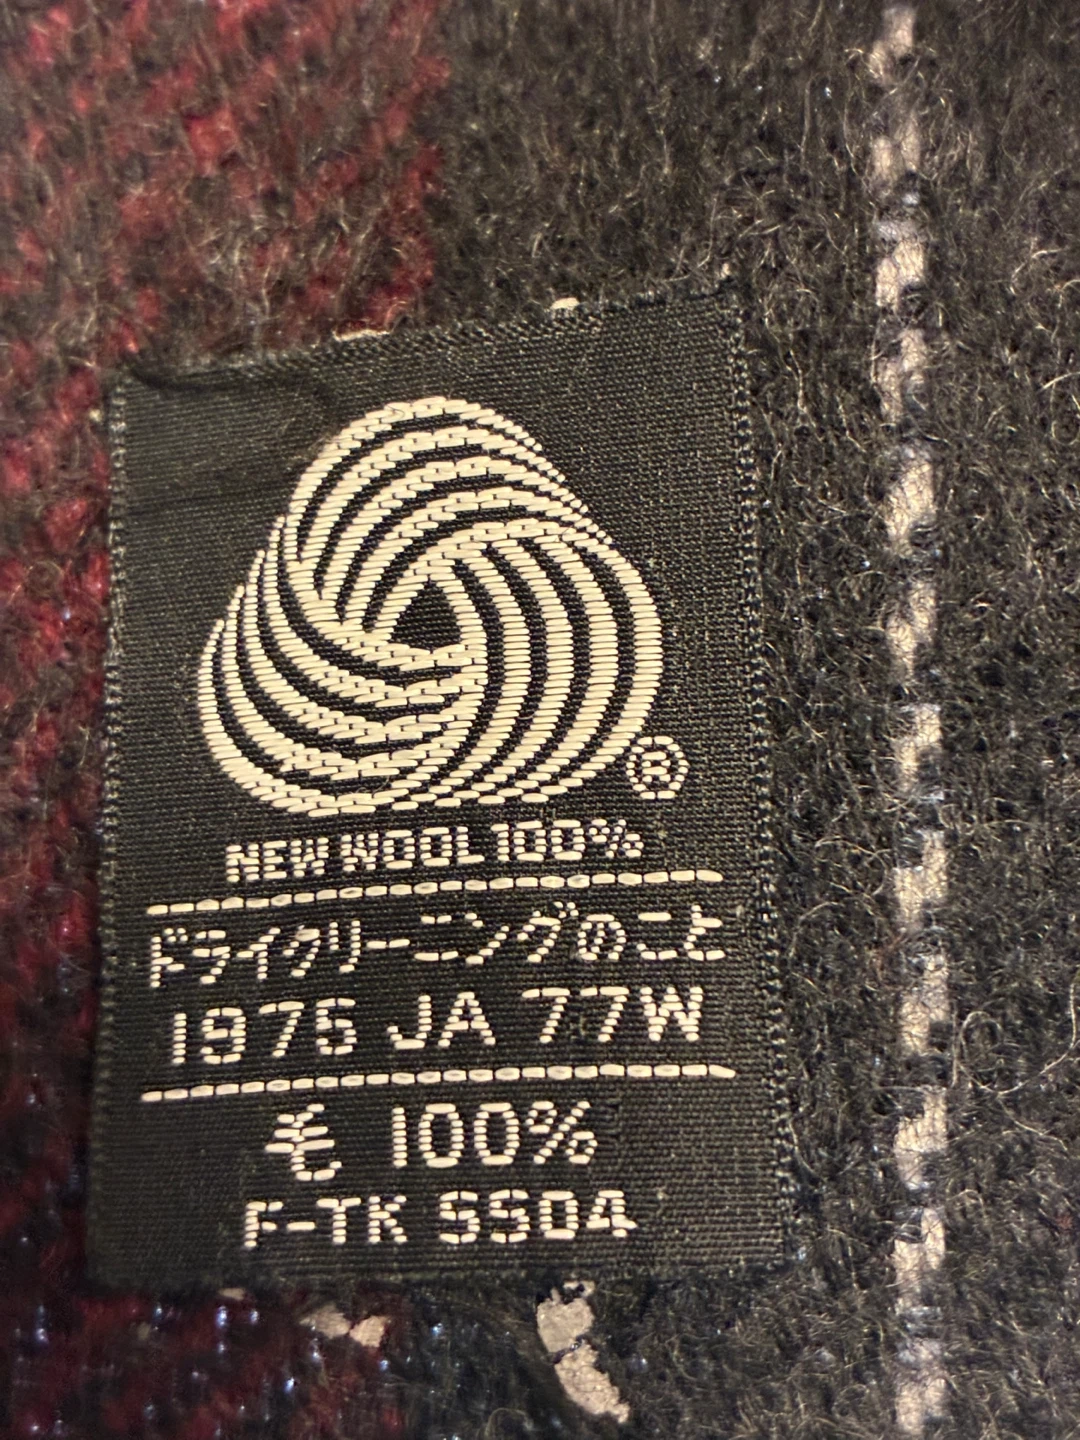 ®
NEW WOOL 100%
ドライクリーニングのこと
1975 JA 77W
毛 100%
F-TK SS04